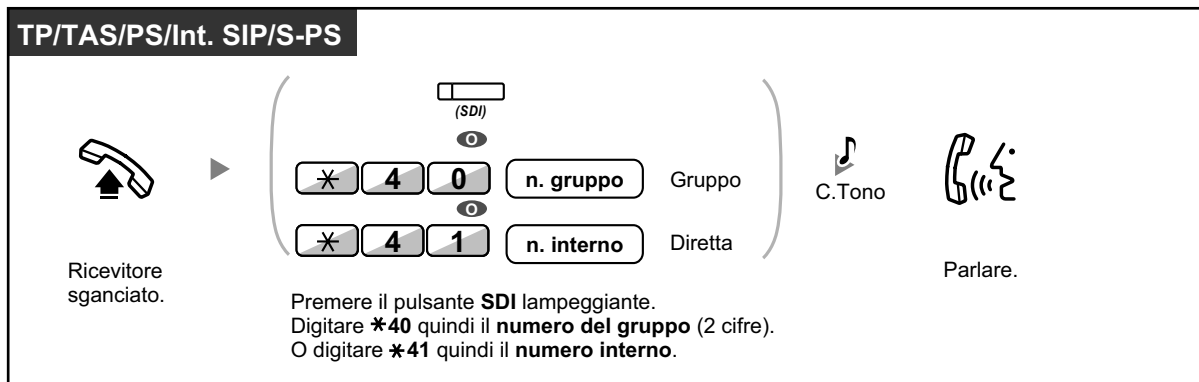 TP/TAS/PS/Int. SIP/S-PS
(SDI)
O
* 4 0 n. gruppo Gruppo
O
* 4 1 n. interno Diretta
C.Tono
Ricevitore
sganciato.
Parlare.
Premere il pulsante SDI lampeggiante.
Digitare *40 quindi il numero del gruppo (2 cifre).
O digitare *41 quindi il numero interno.